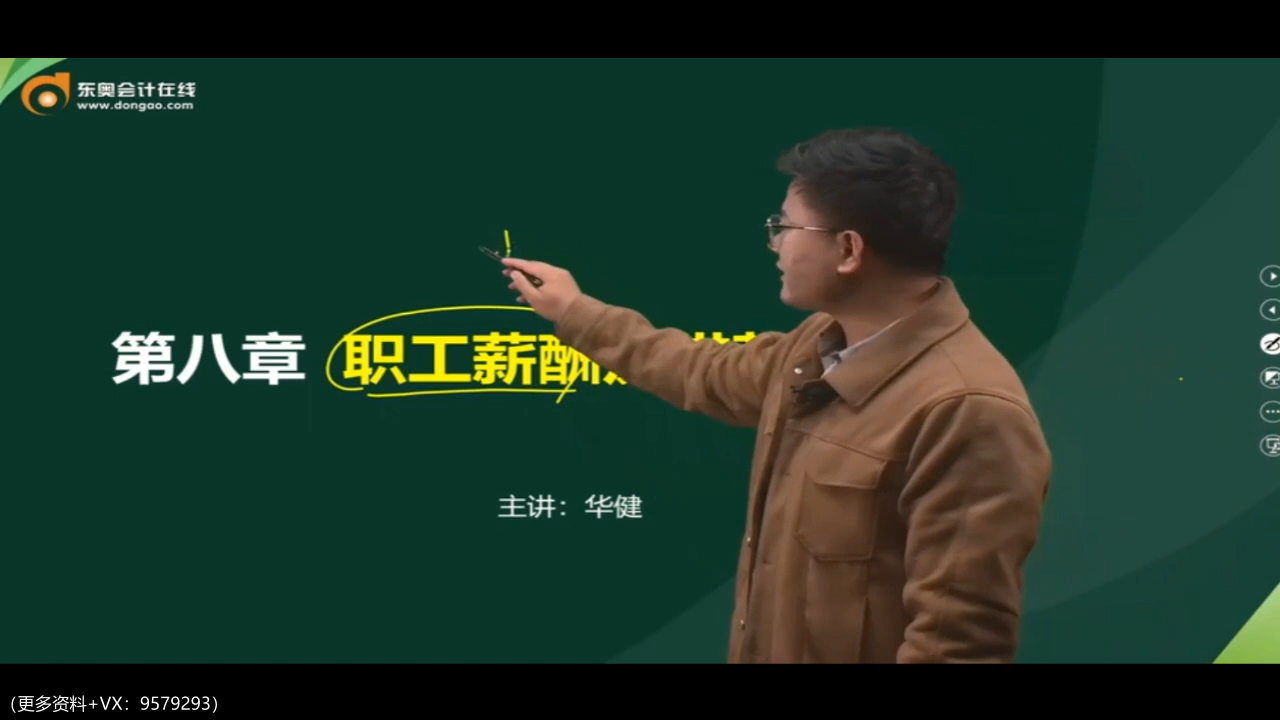 东奥会计在线
www.dongao.com
第八章 职工薪酬
主讲：华健
(更多资料+VX：9579293)